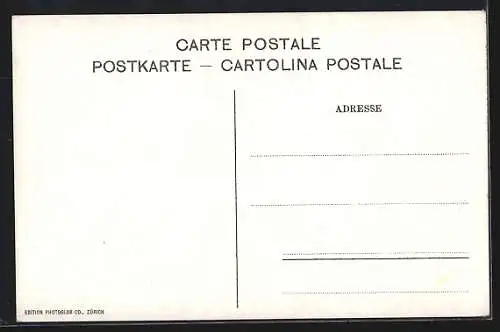 CARTE POSTALE
POSTKARTE — CARTOLINA POSTALE
ADRESSE
EDITION PHOTOGLOB CO., ZÜRICH